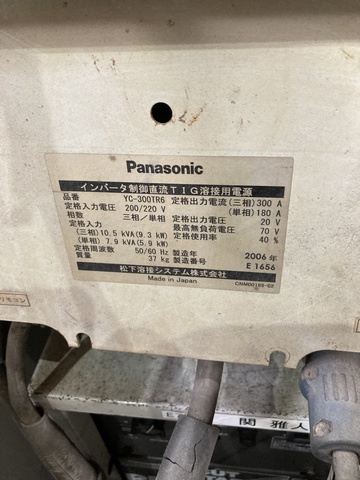 Panasonic
インバータ制御直流TIG溶接用電源
品番 YC-300TR6 定格出力電流(三相)300 A
定格入力電圧 200/220 V (単相)180 A
相数 三相/単相 定格出力電圧 20 V
定格入力 最高無負荷電圧 70 V
(三相)10.5 kVA(9.3 kW) 定格使用率 40 %
(単相)7.9 kVA(5.9 kW)
定格周波数 50/60 Hz 製造年 2006年
質量 37 kg 製造番号 E1656
松下溶接システム株式会社
Made in Japan
リモコン